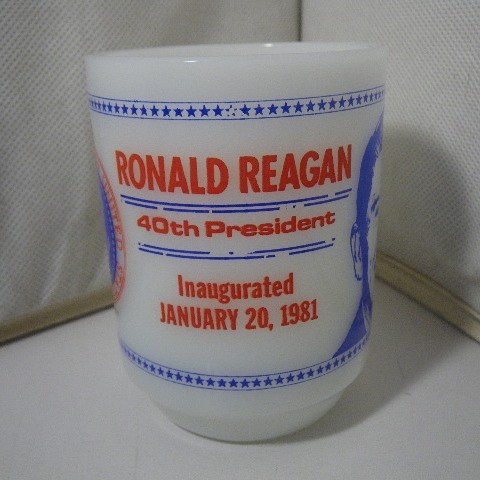 RONALD REAGAN
40th President
Inaugurated
JANUARY 20, 1981